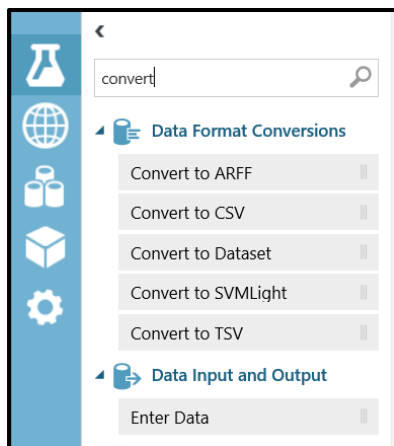 convert
Data Format Conversions
Convert to ARFF
Convert to CSV
Convert to Dataset
Convert to SVMLight
Convert to TSV
Data Input and Output
Enter Data